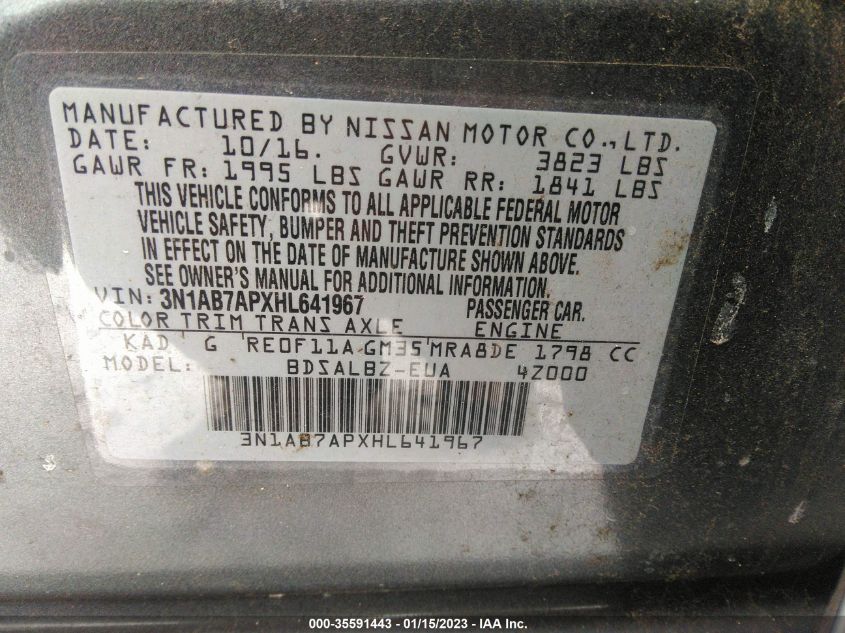 MANUFACTURED BY NISSAN MOTOR CO., LTD.
DATE: 10/16. GVWR: 3823 LBS
GAWR FR: 1995 LBS GAWR RR: 1841 LBS
THIS VEHICLE CONFORMS TO ALL APPLICABLE FEDERAL MOTOR
VEHICLE SAFETY, BUMPER AND THEFT PREVENTION STANDARDS
IN EFFECT ON THE DATE OF MANUFACTURE SHOWN ABOVE.
SEE OWNER'S MANUAL FOR ADDITIONAL INFORMATION.
VIN: 3N1AB7APXHL641967 PASSENGER CAR.
COLOR TRIM TRANS AXLE ENGINE
KAD G RE0F11A GM35 MRA8DE 1798 CC
MODEL: BDSALBZ-EUA 4Z000
3N1AB7APXHL641967
000-35591443 - 01/15/2023 - © IAA Inc.